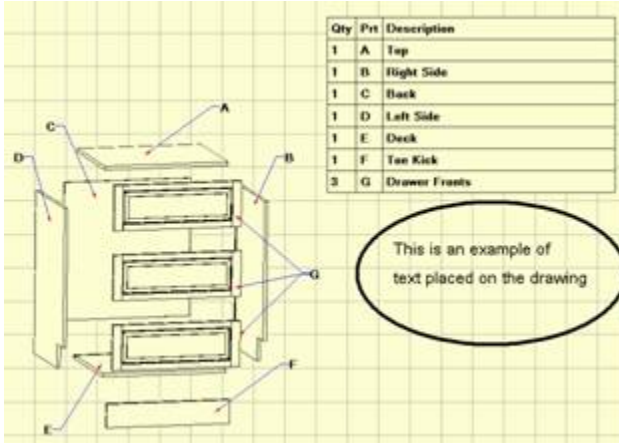 Qty Prt Description
1 A Top
1 B Right Side
1 C Back
1 D Left Side
1 E Deck
1 F Toe Kick
3 G Drawer Fronts
A
C
D
B
This is an example of
text placed on the drawing
G
F
E